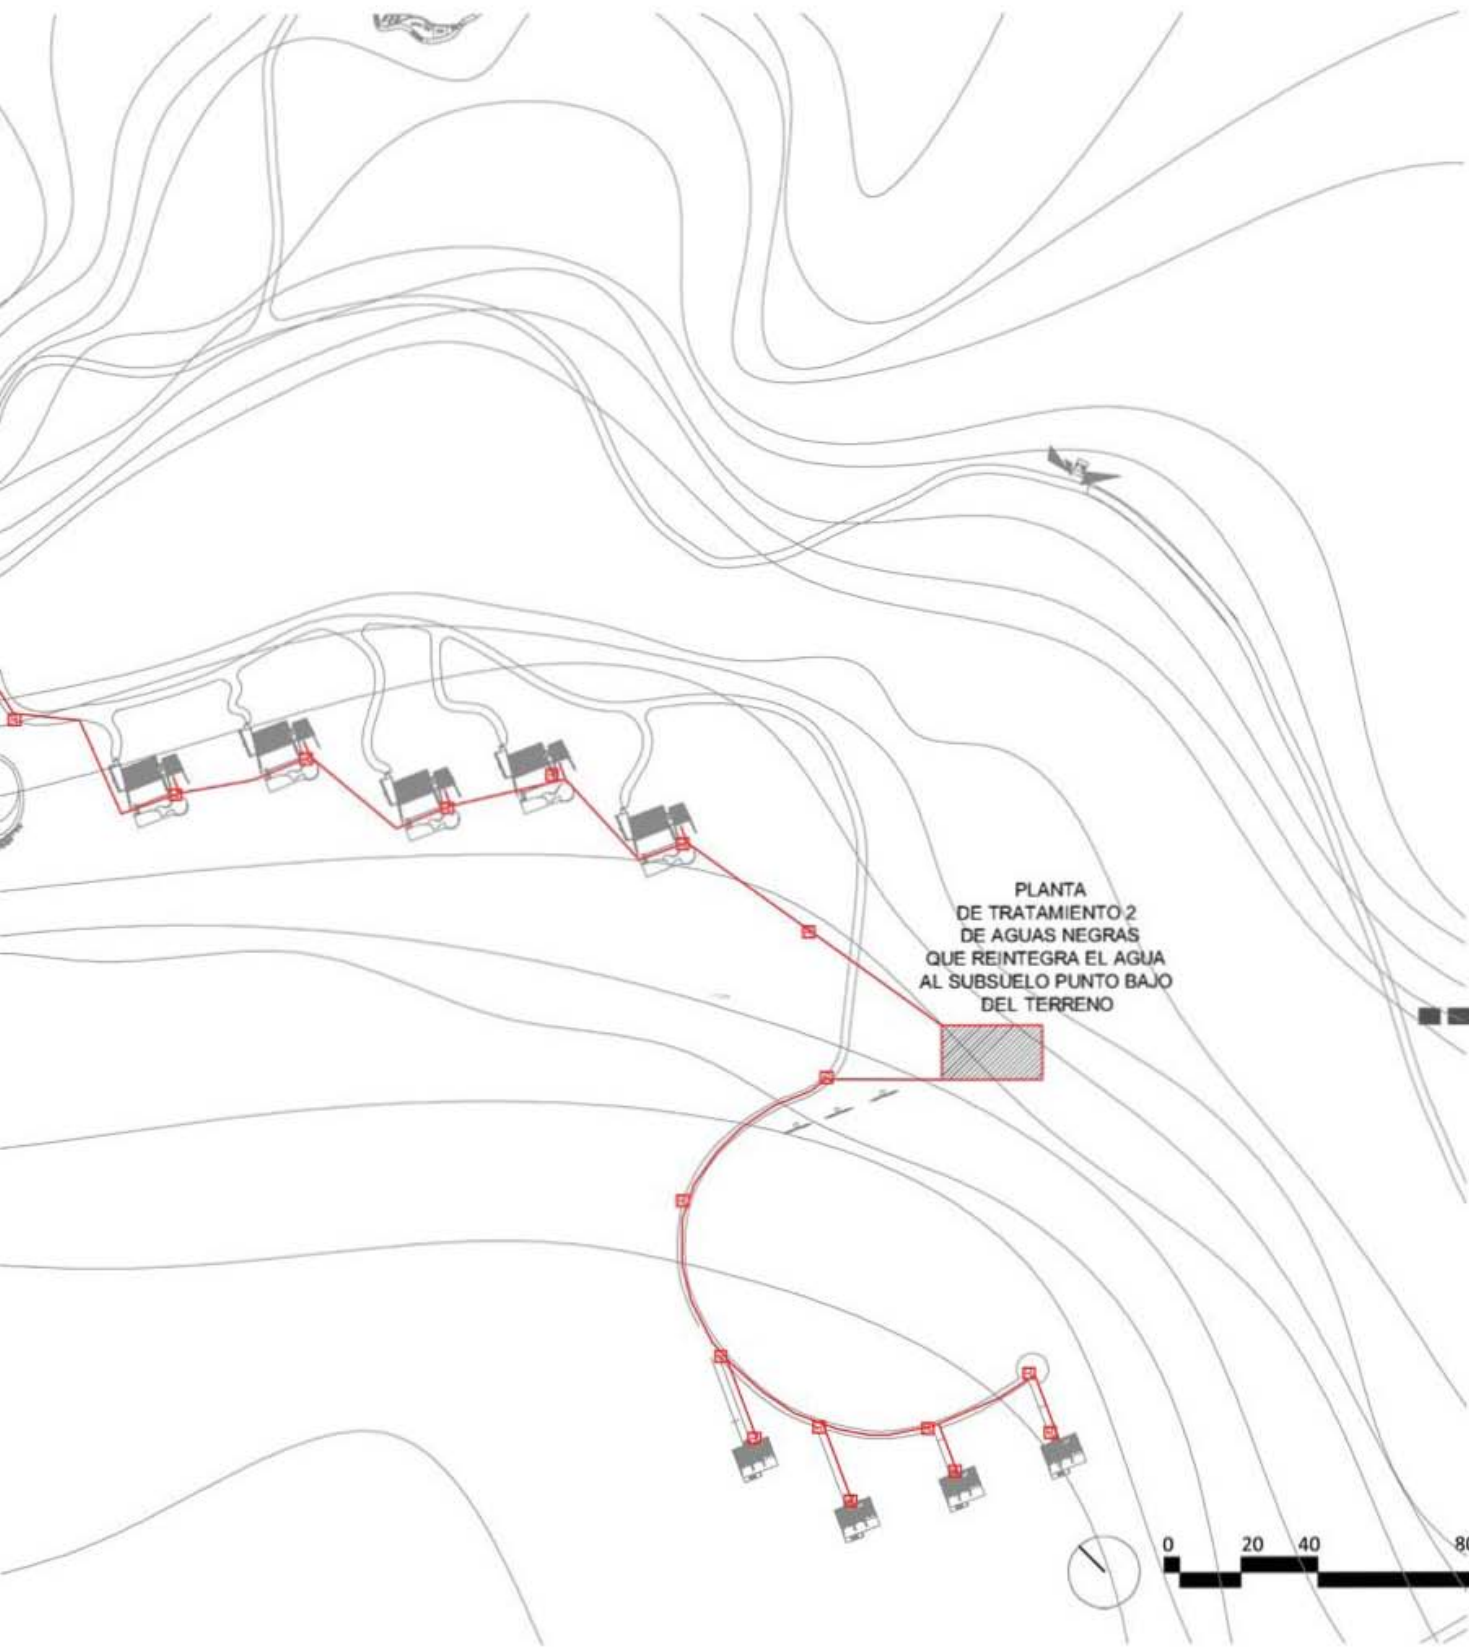 PLANTA
DE TRATAMIENTO 2
DE AGUAS NEGRAS
QUE REINTEGRA EL AGUA
AL SUBSUELO PUNTO BAJO
DEL TERRENO
0 20 40 80